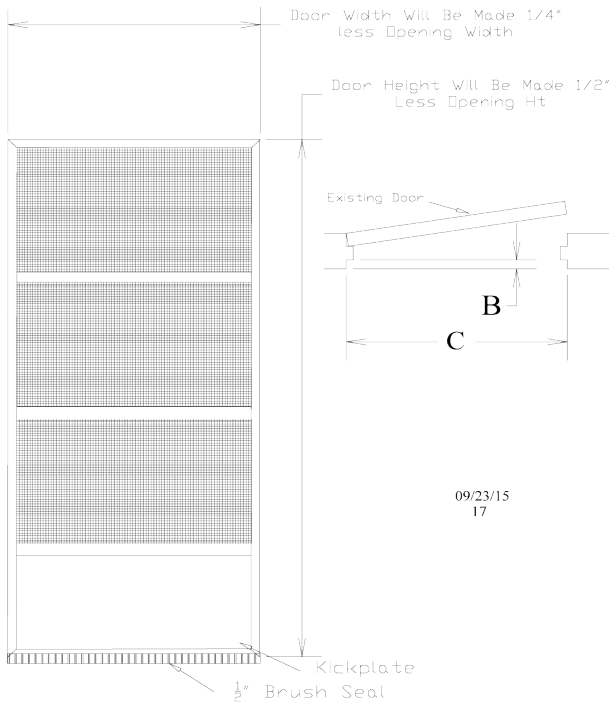 Door Width Will Be Made 1/4"
less Opening Width
Door Height Will Be Made 1/2"
Less Opening Ht
Existing Door
B
C
09/23/15
17
Kickplate
1/2" Brush Seal